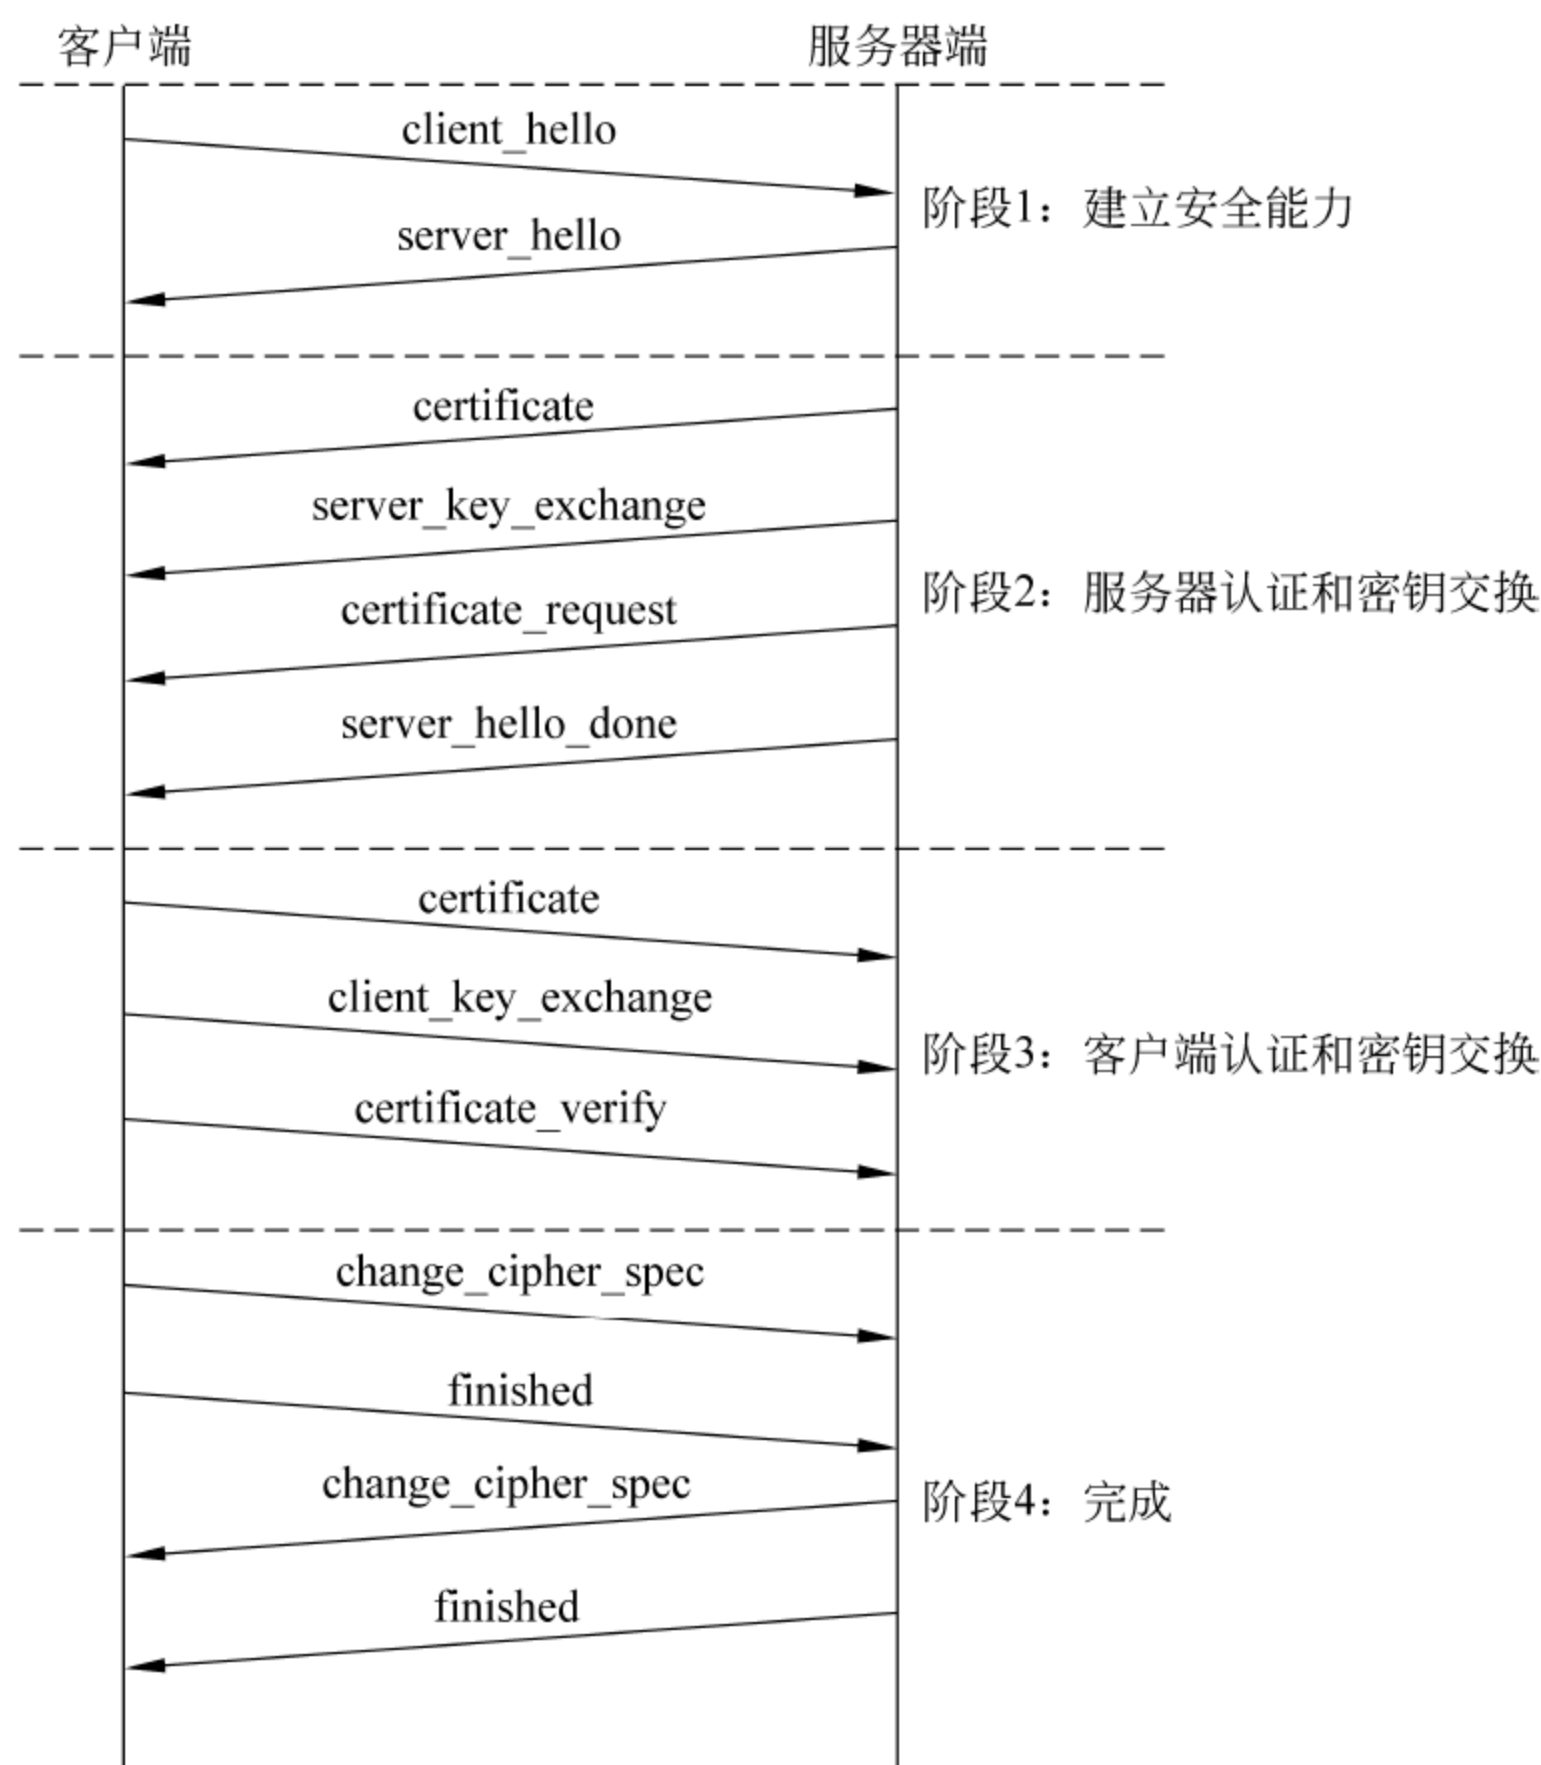 客户端
服务器端
client_hello
阶段1：建立安全能力
server_hello
certificate
server_key_exchange
阶段2：服务器认证和密钥交换
certificate_request
server_hello_done
certificate
client_key_exchange
阶段3：客户端认证和密钥交换
certificate_verify
change_cipher_spec
finished
change_cipher_spec
阶段4：完成
finished